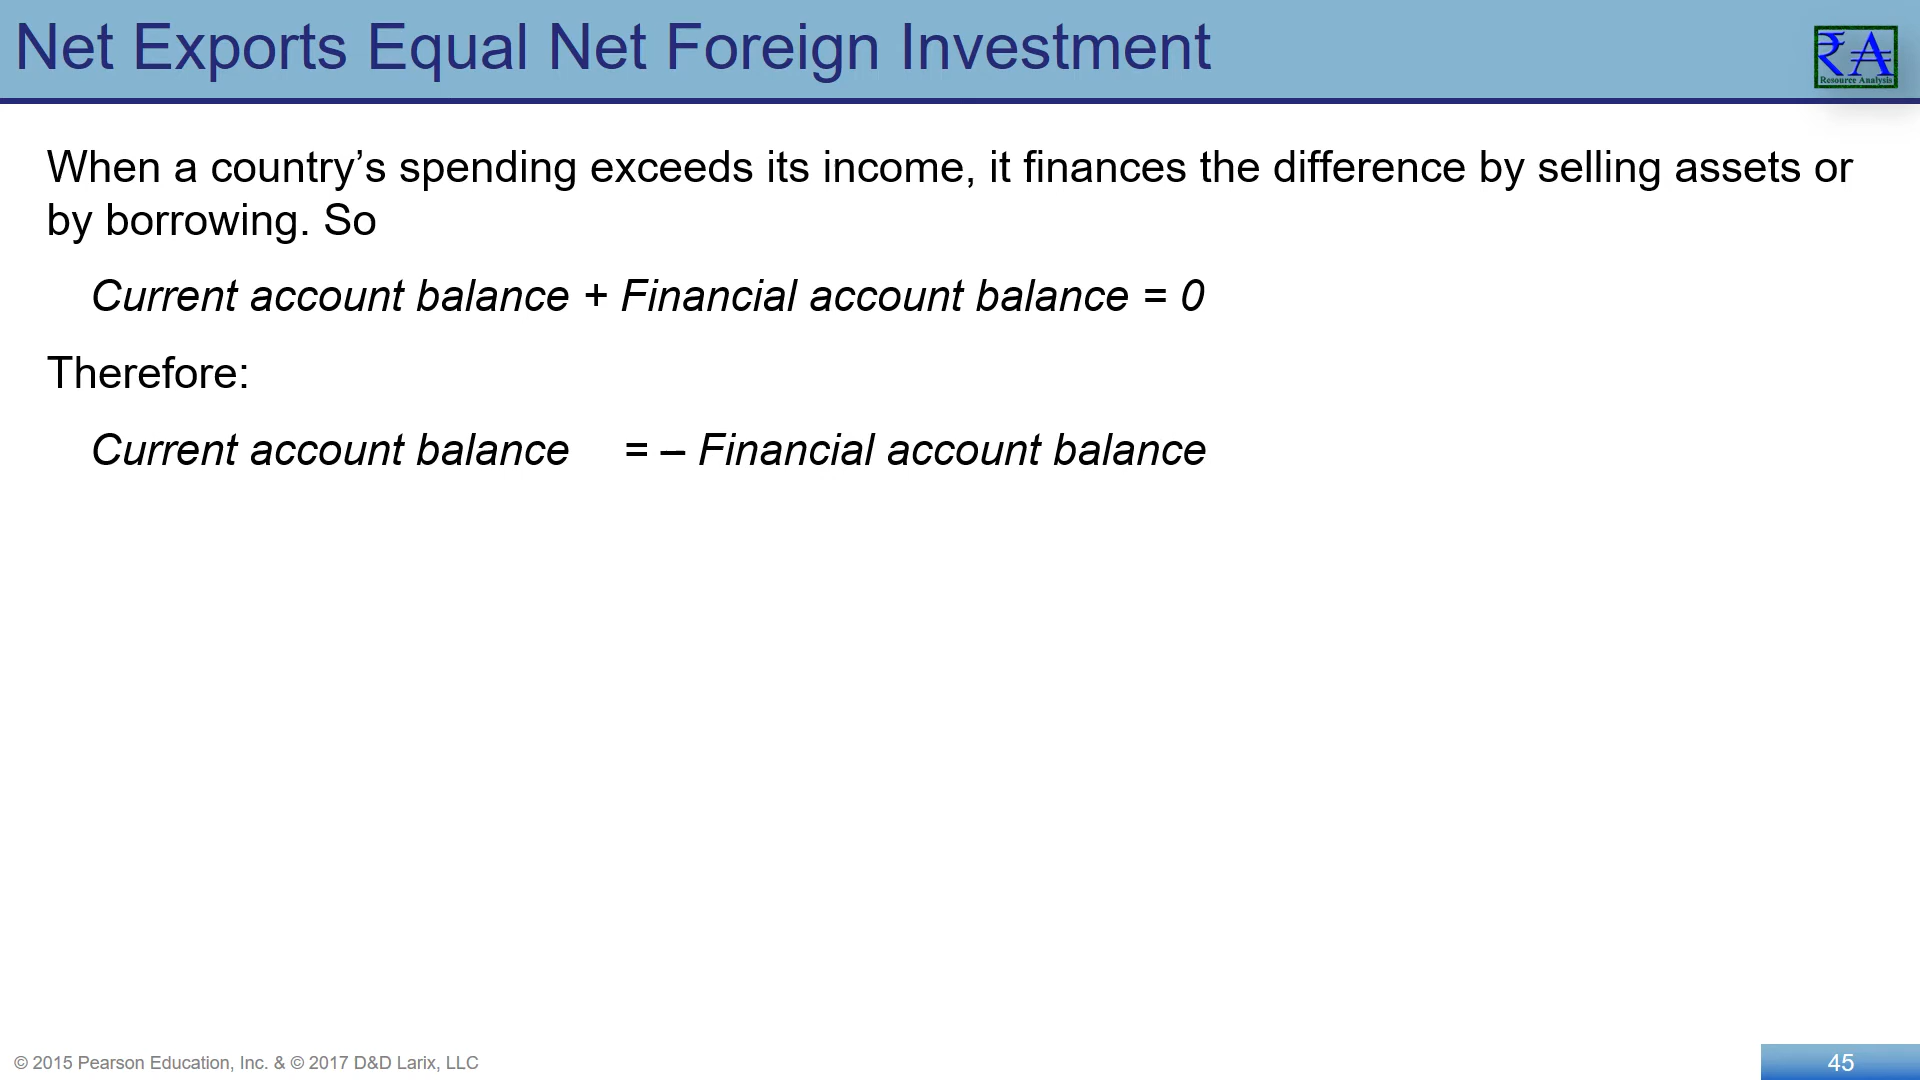 Net Exports Equal Net Foreign Investment
₹A
Resource Analysis
When a country’s spending exceeds its income, it finances the difference by selling assets or
by borrowing. So
Current account balance + Financial account balance = 0
Therefore:
Current account balance = – Financial account balance
© 2015 Pearson Education, Inc. & © 2017 D&D Larix, LLC
45